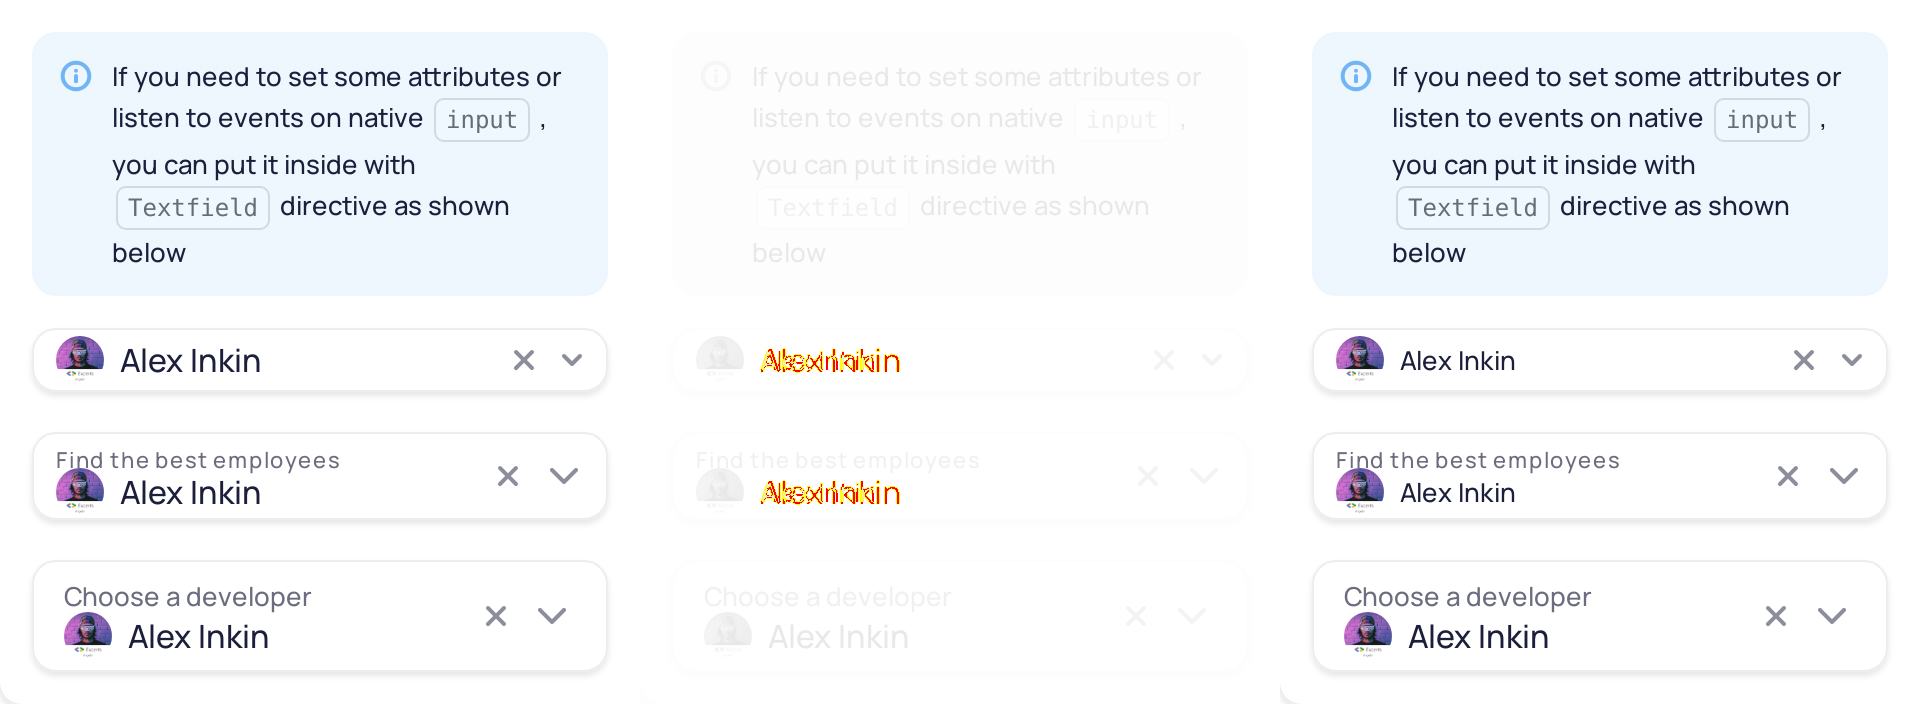 If you need to set some attributes or
listen to events on native input ,
you can put it inside with
Textfield directive as shown
below
Alex Inkin
Find the best employees
Alex Inkin
Choose a developer
Alex Inkin
If you need to set some attributes or
listen to events on native input ,
you can put it inside with
Textfield directive as shown
below
Find the best employees
Choose a developer
Alex Inkin
If you need to set some attributes or
listen to events on native input ,
you can put it inside with
Textfield directive as shown
below
Alex Inkin
Find the best employees
Alex Inkin
Choose a developer
Alex Inkin